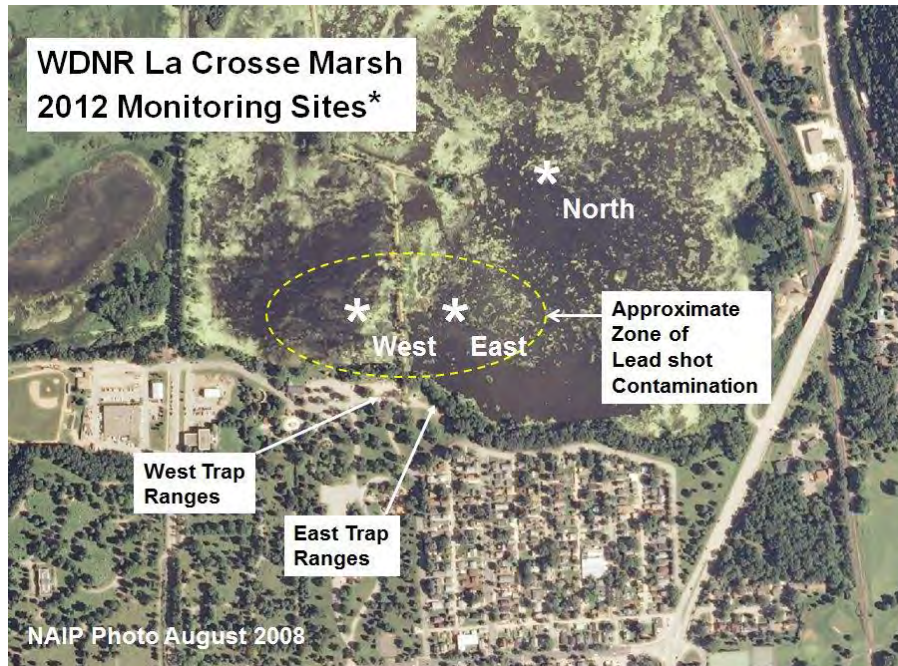 WDNR La Crosse Marsh
2012 Monitoring Sites*
*
North
*
West
*
East
Approximate
Zone of
Lead shot
Contamination
West Trap
Ranges
East Trap
Ranges
NAIP Photo August 2008